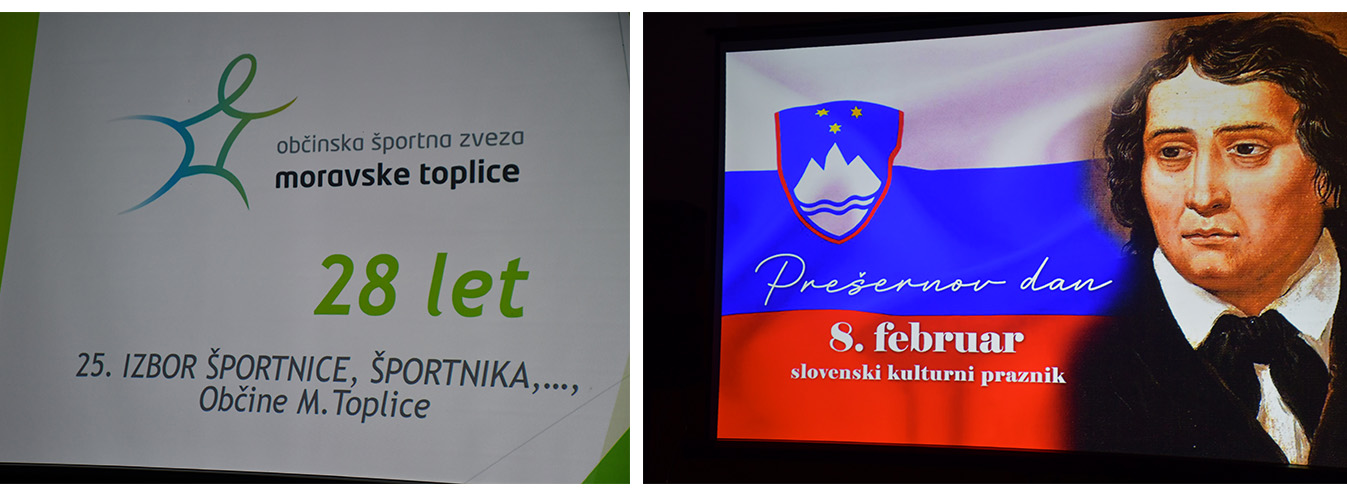 občinska športna zveza
moravske toplice
28 let
25. IZBOR ŠPORTNICE, ŠPORTNIKA,...,
Občine M.Toplice
Prešernov dan
8. februar
slovenski kulturni praznik